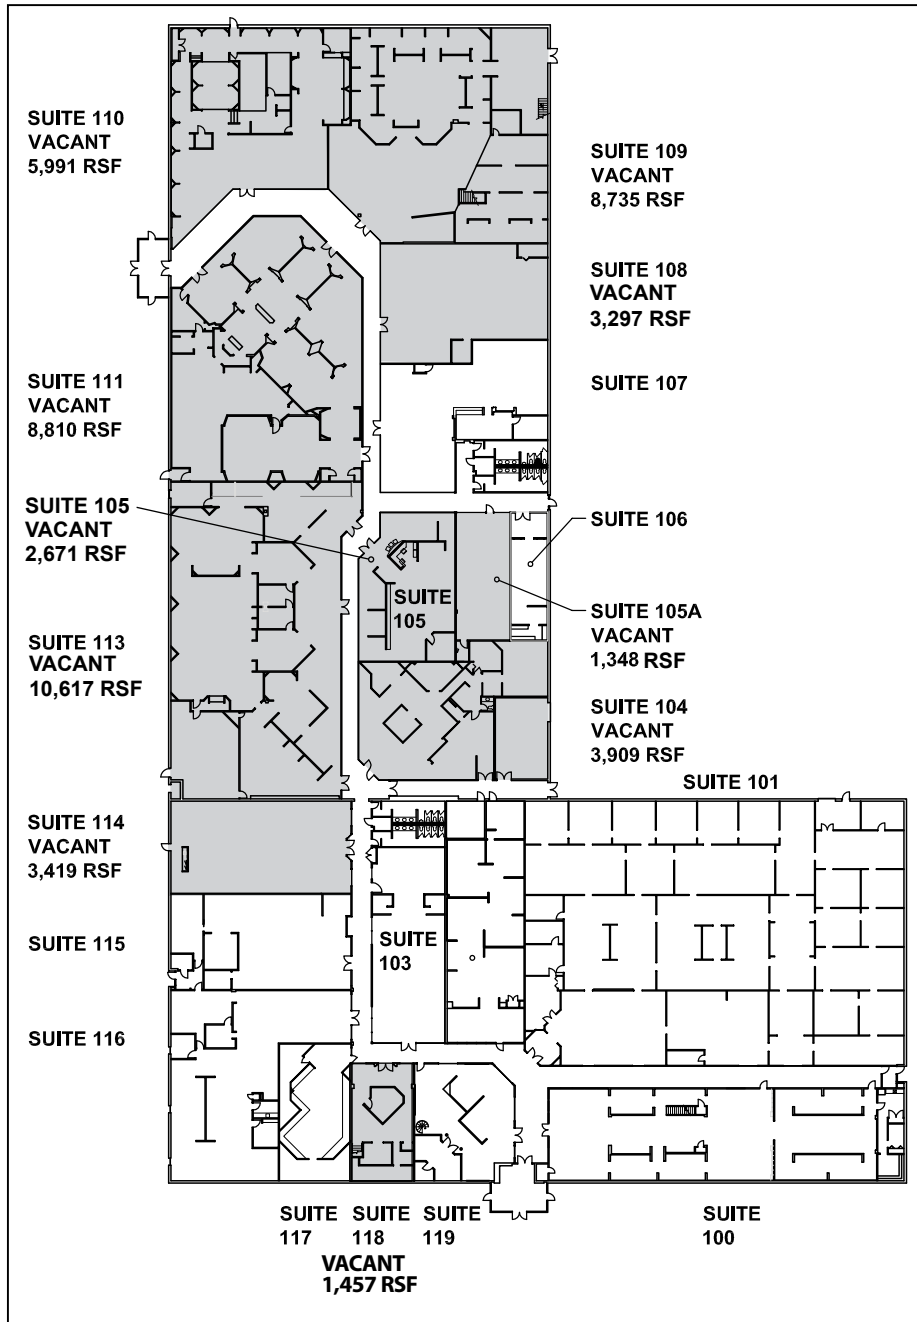 SUITE 110
VACANT
5,991 RSF
SUITE 109
VACANT
8,735 RSF
SUITE 108
VACANT
3,297 RSF
SUITE 107
SUITE 111
VACANT
8,810 RSF
SUITE 105
VACANT
2,671 RSF
SUITE 106
SUITE
105
SUITE 105A
VACANT
1,348 RSF
SUITE 113
VACANT
10,617 RSF
SUITE 104
VACANT
3,909 RSF
SUITE 101
SUITE 114
VACANT
3,419 RSF
SUITE 115
SUITE
103
SUITE 116
SUITE
117
SUITE
118
VACANT
1,457 RSF
SUITE
119
SUITE
100